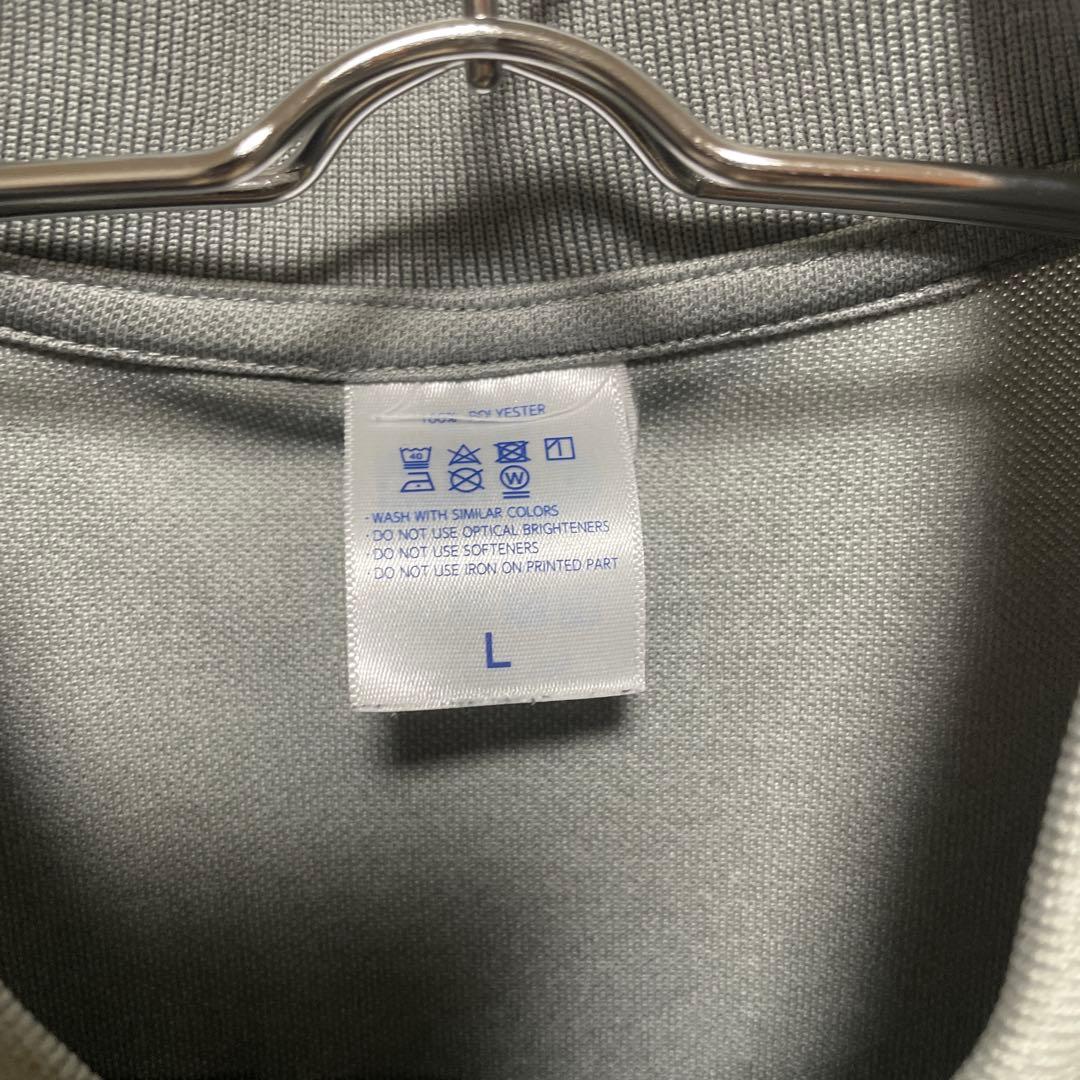 100% POLYESTER
40
W
·WASH WITH SIMILAR COLORS
·DO NOT USE OPTICAL BRIGHTENERS
·DO NOT USE SOFTENERS
·DO NOT USE IRON ON PRINTED PART
L